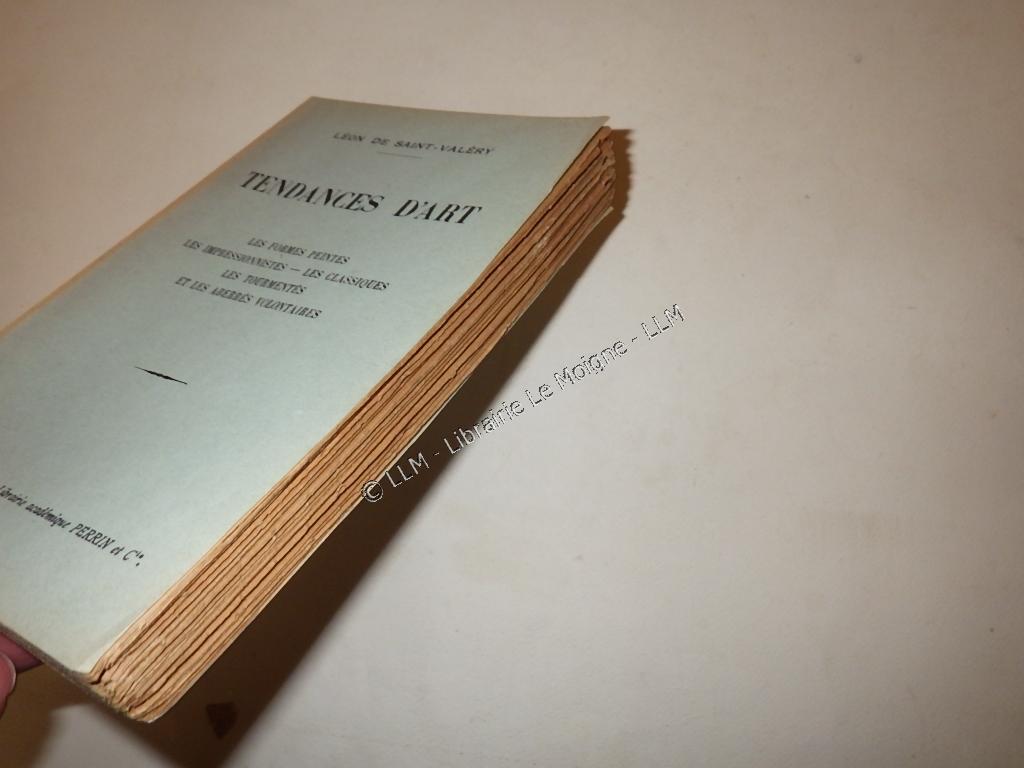 LÉON DE SAINT-VALÉRY
TENDANCES D'ART
LES FORMES PEINTES
LES IMPRESSIONNISTES — LES CLASSIQUES
LES TOURMENTÉS
ET LES ABERRÉS VOLONTAIRES
Librairie académique PERRIN et Cie.
© LLM - Librairie Le Moigne - LLM